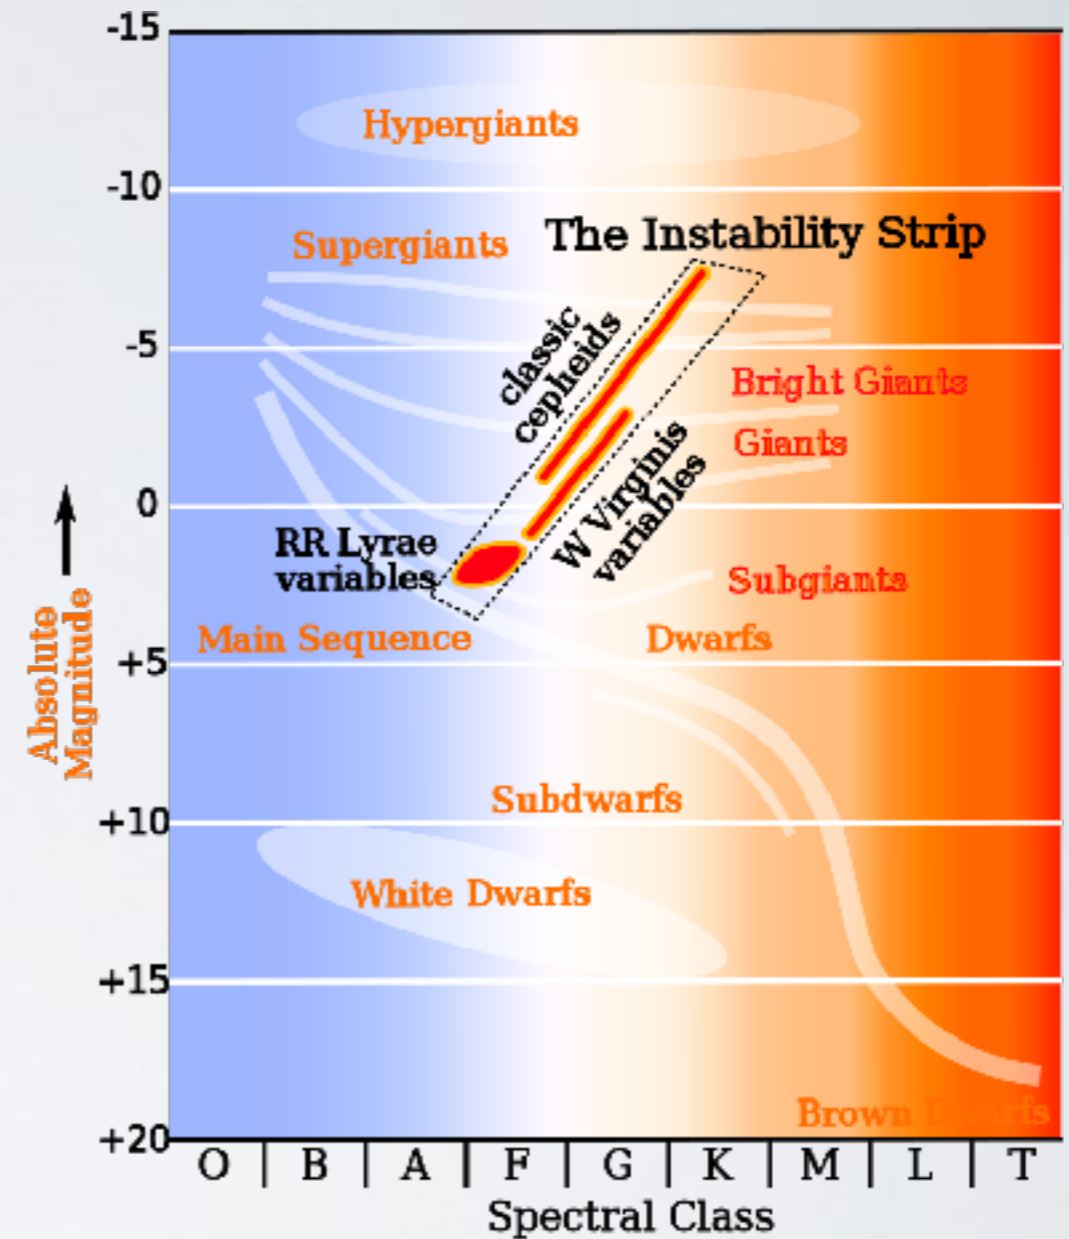 -15
Hypergiants
-10
The Instability Strip
Supergiants
classic
cepheids
-5
Bright Giants
Giants
W Virginis
variables
0
RR Lyrae
variables
Subgiants
Main Sequence
Dwarfs
+5
Absolute
Magnitude
Subdwarfs
+10
White Dwarfs
+15
Brown Dwarfs
+20
O | B | A | F | G | K | M | L | T
Spectral Class